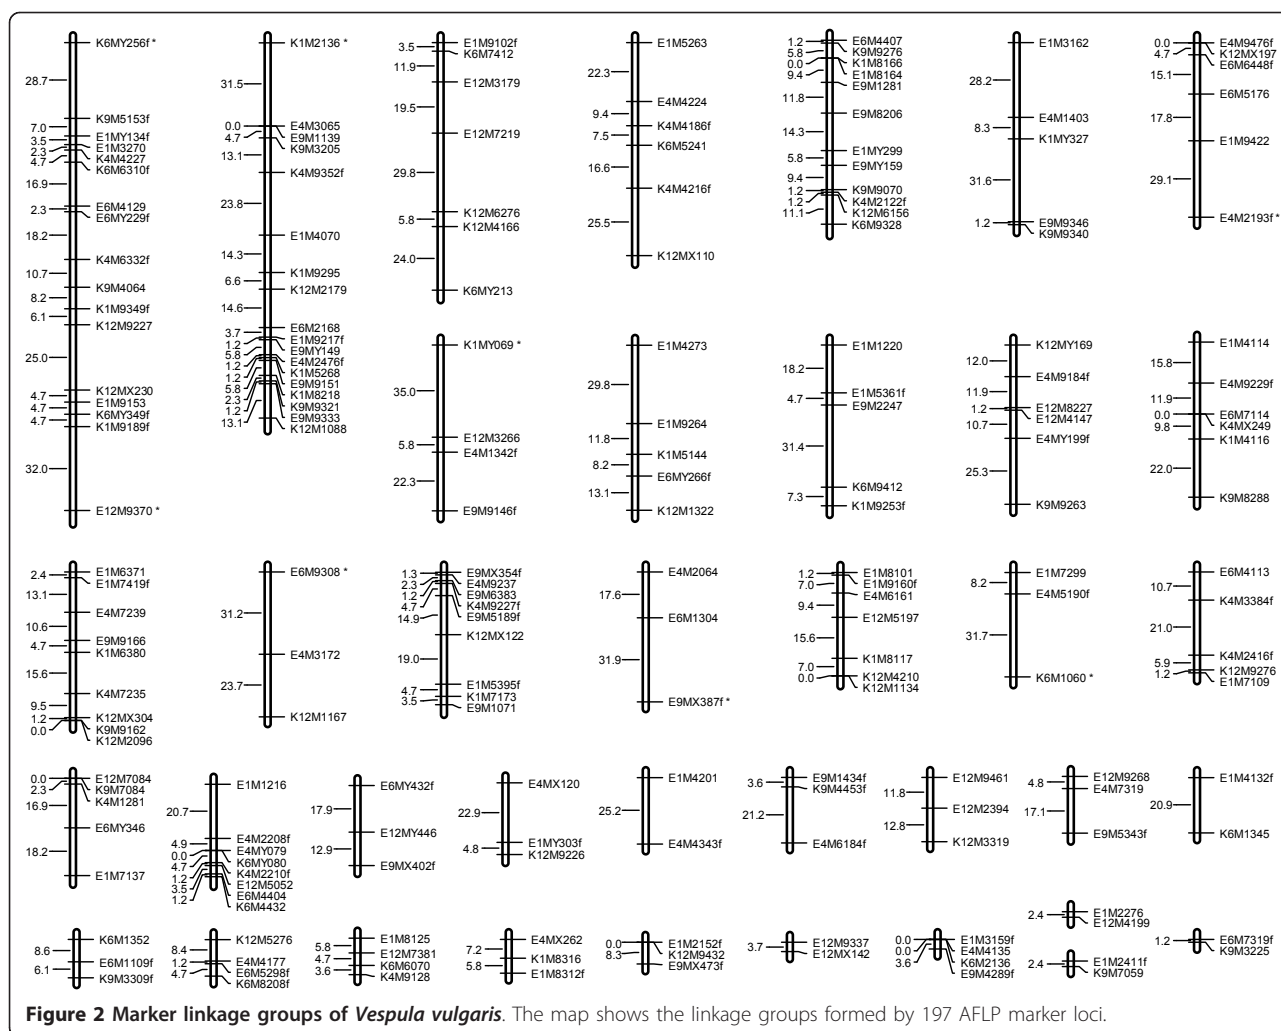 K6MY256f *
28.7
K9M5153f
7.0
E1MY134f
3.5
E1M3270
2.3
K4M4227
4.7
K6M6310f
16.9
E6M4129
2.3
E6MY229f
18.2
K4M6332f
10.7
K9M4064
8.2
K1M9349f
6.1
K12M9227
25.0
K12MX230
4.7
E1M9153
4.7
K6MY349f
4.7
K1M9189f
32.0
E12M9370 *
K1M2136 *
31.5
0.0
E4M3065
4.7
E9M1139
K9M3205
13.1
K4M9352f
23.8
E1M4070
14.3
K1M9295
6.6
K12M2179
14.6
E6M2168
3.7
E1M9217f
1.2
E9MY149
5.8
E4M2476f
1.2
K1M5268
1.2
E9M9151
5.8
K1M8218
2.3
K9M9321
1.2
E9M9333
13.1
K12M1088
E1M9102f
3.5
K6M7412
11.9
E12M3179
19.5
E12M7219
29.8
K12M6276
5.8
K12M4166
24.0
K6MY213
E1M5263
22.3
E4M4224
9.4
K4M4186f
7.5
K6M5241
16.6
K4M4216f
25.5
K12MX110
1.2
E6M4407
5.8
K9M9276
0.0
K1M8166
9.4
E1M8164
E9M1281
11.8
E9M8206
14.3
E1MY299
5.8
E9MY159
9.4
1.2
K9M9070
1.2
K4M2122f
11.1
K12M6156
K6M9328
E1M3162
28.2
E4M1403
8.3
K1MY327
31.6
1.2
E9M9346
K9M9340
0.0
E4M9476f
4.7
K12MX197
E6M6448f
15.1
E6M5176
17.8
E1M9422
29.1
E4M2193f *
K1MY069 *
35.0
E12M3266
5.8
E4M1342f
22.3
E9M9146f
E1M4273
29.8
E1M9264
11.8
K1M5144
8.2
E6MY266f
13.1
K12M1322
E1M1220
18.2
E1M5361f
4.7
E9M2247
31.4
K6M9412
7.3
K1M9253f
K12MY169
12.0
E4M9184f
11.9
1.2
E12M8227
E12M4147
10.7
E4MY199f
25.3
K9M9263
E1M4114
15.8
E4M9229f
11.9
0.0
E6M7114
9.8
K4MX249
K1M4116
22.0
K9M8288
E1M6371
2.4
E1M7419f
13.1
E4M7239
10.6
E9M9166
4.7
K1M6380
15.6
K4M7235
9.5
K12MX304
1.2
K9M9162
0.0
K12M2096
E6M9308 *
31.2
E4M3172
23.7
K12M1167
1.3
E9MX354f
2.3
E4M9237
1.2
E9M6383
4.7
K4M9227f
14.9
E9M5189f
K12MX122
19.0
E1M5395f
4.7
K1M7173
3.5
E9M1071
E4M2064
17.6
E6M1304
31.9
E9MX387f *
1.2
E1M8101
7.0
E1M9160f
E4M6161
9.4
E12M5197
15.6
K1M8117
7.0
0.0
K12M4210
K12M1134
E1M7299
8.2
E4M5190f
31.7
K6M1060 *
E6M4113
10.7
K4M3384f
21.0
K4M2416f
5.9
K12M9276
1.2
E1M7109
0.0
E12M7084
2.3
K9M7084
K4M1281
16.9
E6MY346
18.2
E1M7137
E1M1216
20.7
4.9
E4M2208f
0.0
E4MY079
4.7
K6MY080
1.2
K4M2210f
3.5
E12M5052
1.2
E6M4404
K6M4432
E6MY432f
17.9
E12MY446
12.9
E9MX402f
E4MX120
22.9
E1MY303f
4.8
K12M9226
E1M4201
25.2
E4M4343f
E9M1434f
3.6
K9M4453f
21.2
E4M6184f
E12M9461
11.8
E12M2394
12.8
K12M3319
E12M9268
4.8
E4M7319
17.1
E9M5343f
E1M4132f
20.9
K6M1345
K6M1352
8.6
E6M1109f
6.1
K9M3309f
K12M5276
8.4
E4M4177
1.2
E6M5298f
4.7
K6M8208f
E1M8125
5.8
E12M7381
4.7
K6M6070
3.6
K4M9128
E4MX262
7.2
K1M8316
5.8
E1M8312f
0.0
E1M2152f
8.3
K12M9432
E9MX473f
3.7
E12M9337
E12MX142
0.0
E1M3159f
0.0
E4M4135
3.6
K6M2136
E9M4289f
2.4
E1M2276
E12M4199
2.4
E1M2411f
K9M7059
1.2
E6M7319f
K9M3225
Figure 2 Marker linkage groups of Vespula vulgaris. The map shows the linkage groups formed by 197 AFLP marker loci.